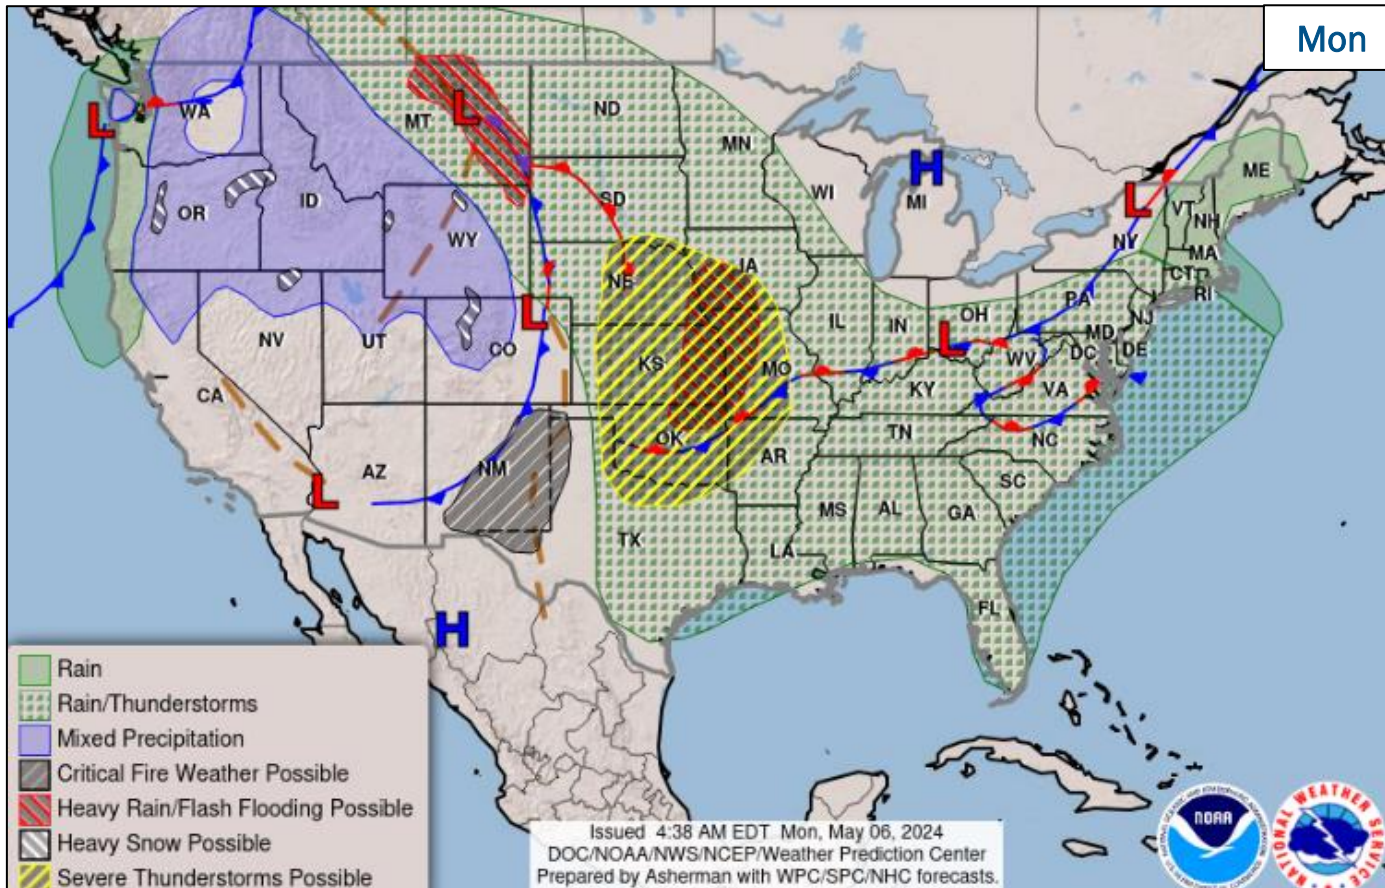 Mon
WA
MT
ND
MN
ME
OR
ID
WY
SD
WI
MI
VT
NH
NY
MA
CT
RI
NV
UT
CO
NE
IA
IL
IN
OH
PA
NJ
MD
DE
DC
CA
KS
MO
KY
WV
VA
AZ
NM
OK
AR
TN
NC
SC
TX
LA
MS
AL
GA
FL
L
L
L
L
L
L
H
H
Rain
Rain/Thunderstorms
Mixed Precipitation
Critical Fire Weather Possible
Heavy Rain/Flash Flooding Possible
Heavy Snow Possible
Severe Thunderstorms Possible
Issued 4:38 AM EDT Mon, May 06, 2024
DOC/NOAA/NWS/NCEP/Weather Prediction Center
Prepared by Asherman with WPC/SPC/NHC forecasts.
NOAA
NATIONAL WEATHER SERVICE